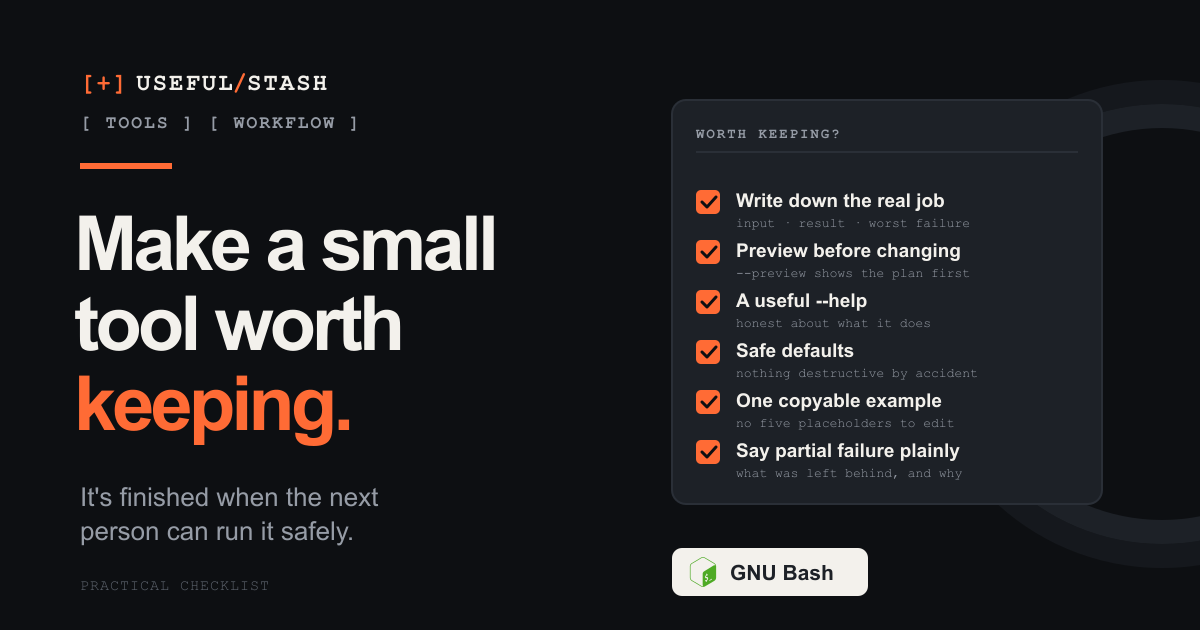 [+] USEFUL/STASH
[ TOOLS ] [ WORKFLOW ]
Make a small
tool worth
keeping.
It's finished when the next
person can run it safely.
PRACTICAL CHECKLIST
WORTH KEEPING?
Write down the real job
input · result · worst failure
Preview before changing
--preview shows the plan first
A useful --help
honest about what it does
Safe defaults
nothing destructive by accident
One copyable example
no five placeholders to edit
Say partial failure plainly
what was left behind, and why
$_
GNU Bash